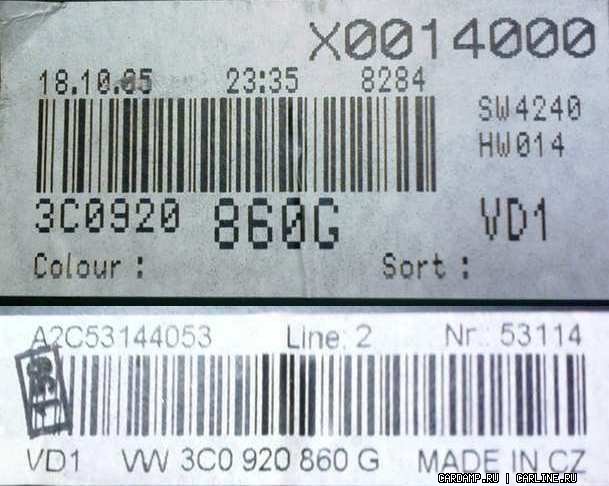 X0014000
18.10.05 23:35 8284
SW4240
HW014
3C0920 860G VD1
Colour : Sort :
A2C53144053 Line: 2 Nr.: 53114
VD1 VW 3C0 920 860 G MADE IN CZ
CARDAMP.RU | CARLINE.RU